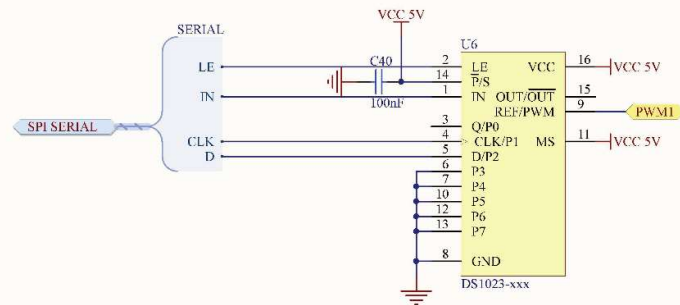 VCC 5V
SERIAL
U6
LE 2 LE VCC 16 VCC 5V
C40 14 P/S
IN 100nF 1 IN OUT/OUT 15
REF/PWM 9 PWM1
SPI SERIAL 3 Q/P0
CLK 4 CLK/P1 MS 11 VCC 5V
D 5 D/P2
6 P3
7 P4
10 P5
12 P6
13 P7
8 GND
DS1023-xxx